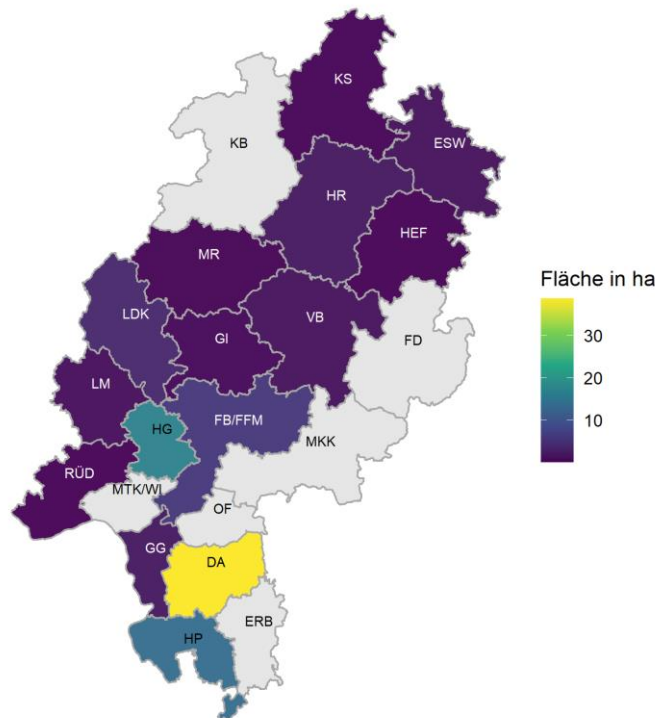 KS
KB
ESW
HR
HEF
MR
LDK
VB
GI
FD
LM
HG
FB/FFM
MKK
RÜD
MTK/WI
OF
GG
DA
ERB
HP
Fläche in ha
30
20
10